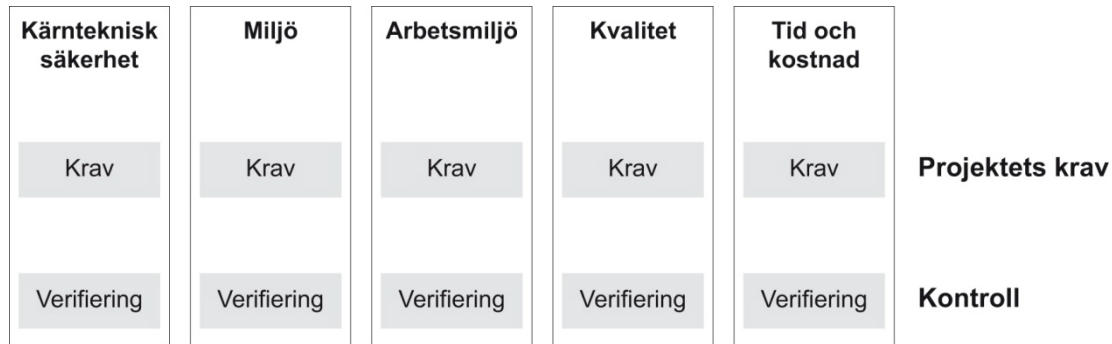 Kärnteknisk
säkerhet
Miljö
Arbetsmiljö
Kvalitet
Tid och
kostnad
Krav
Krav
Krav
Krav
Krav
Projektets krav
Verifiering
Verifiering
Verifiering
Verifiering
Verifiering
Kontroll